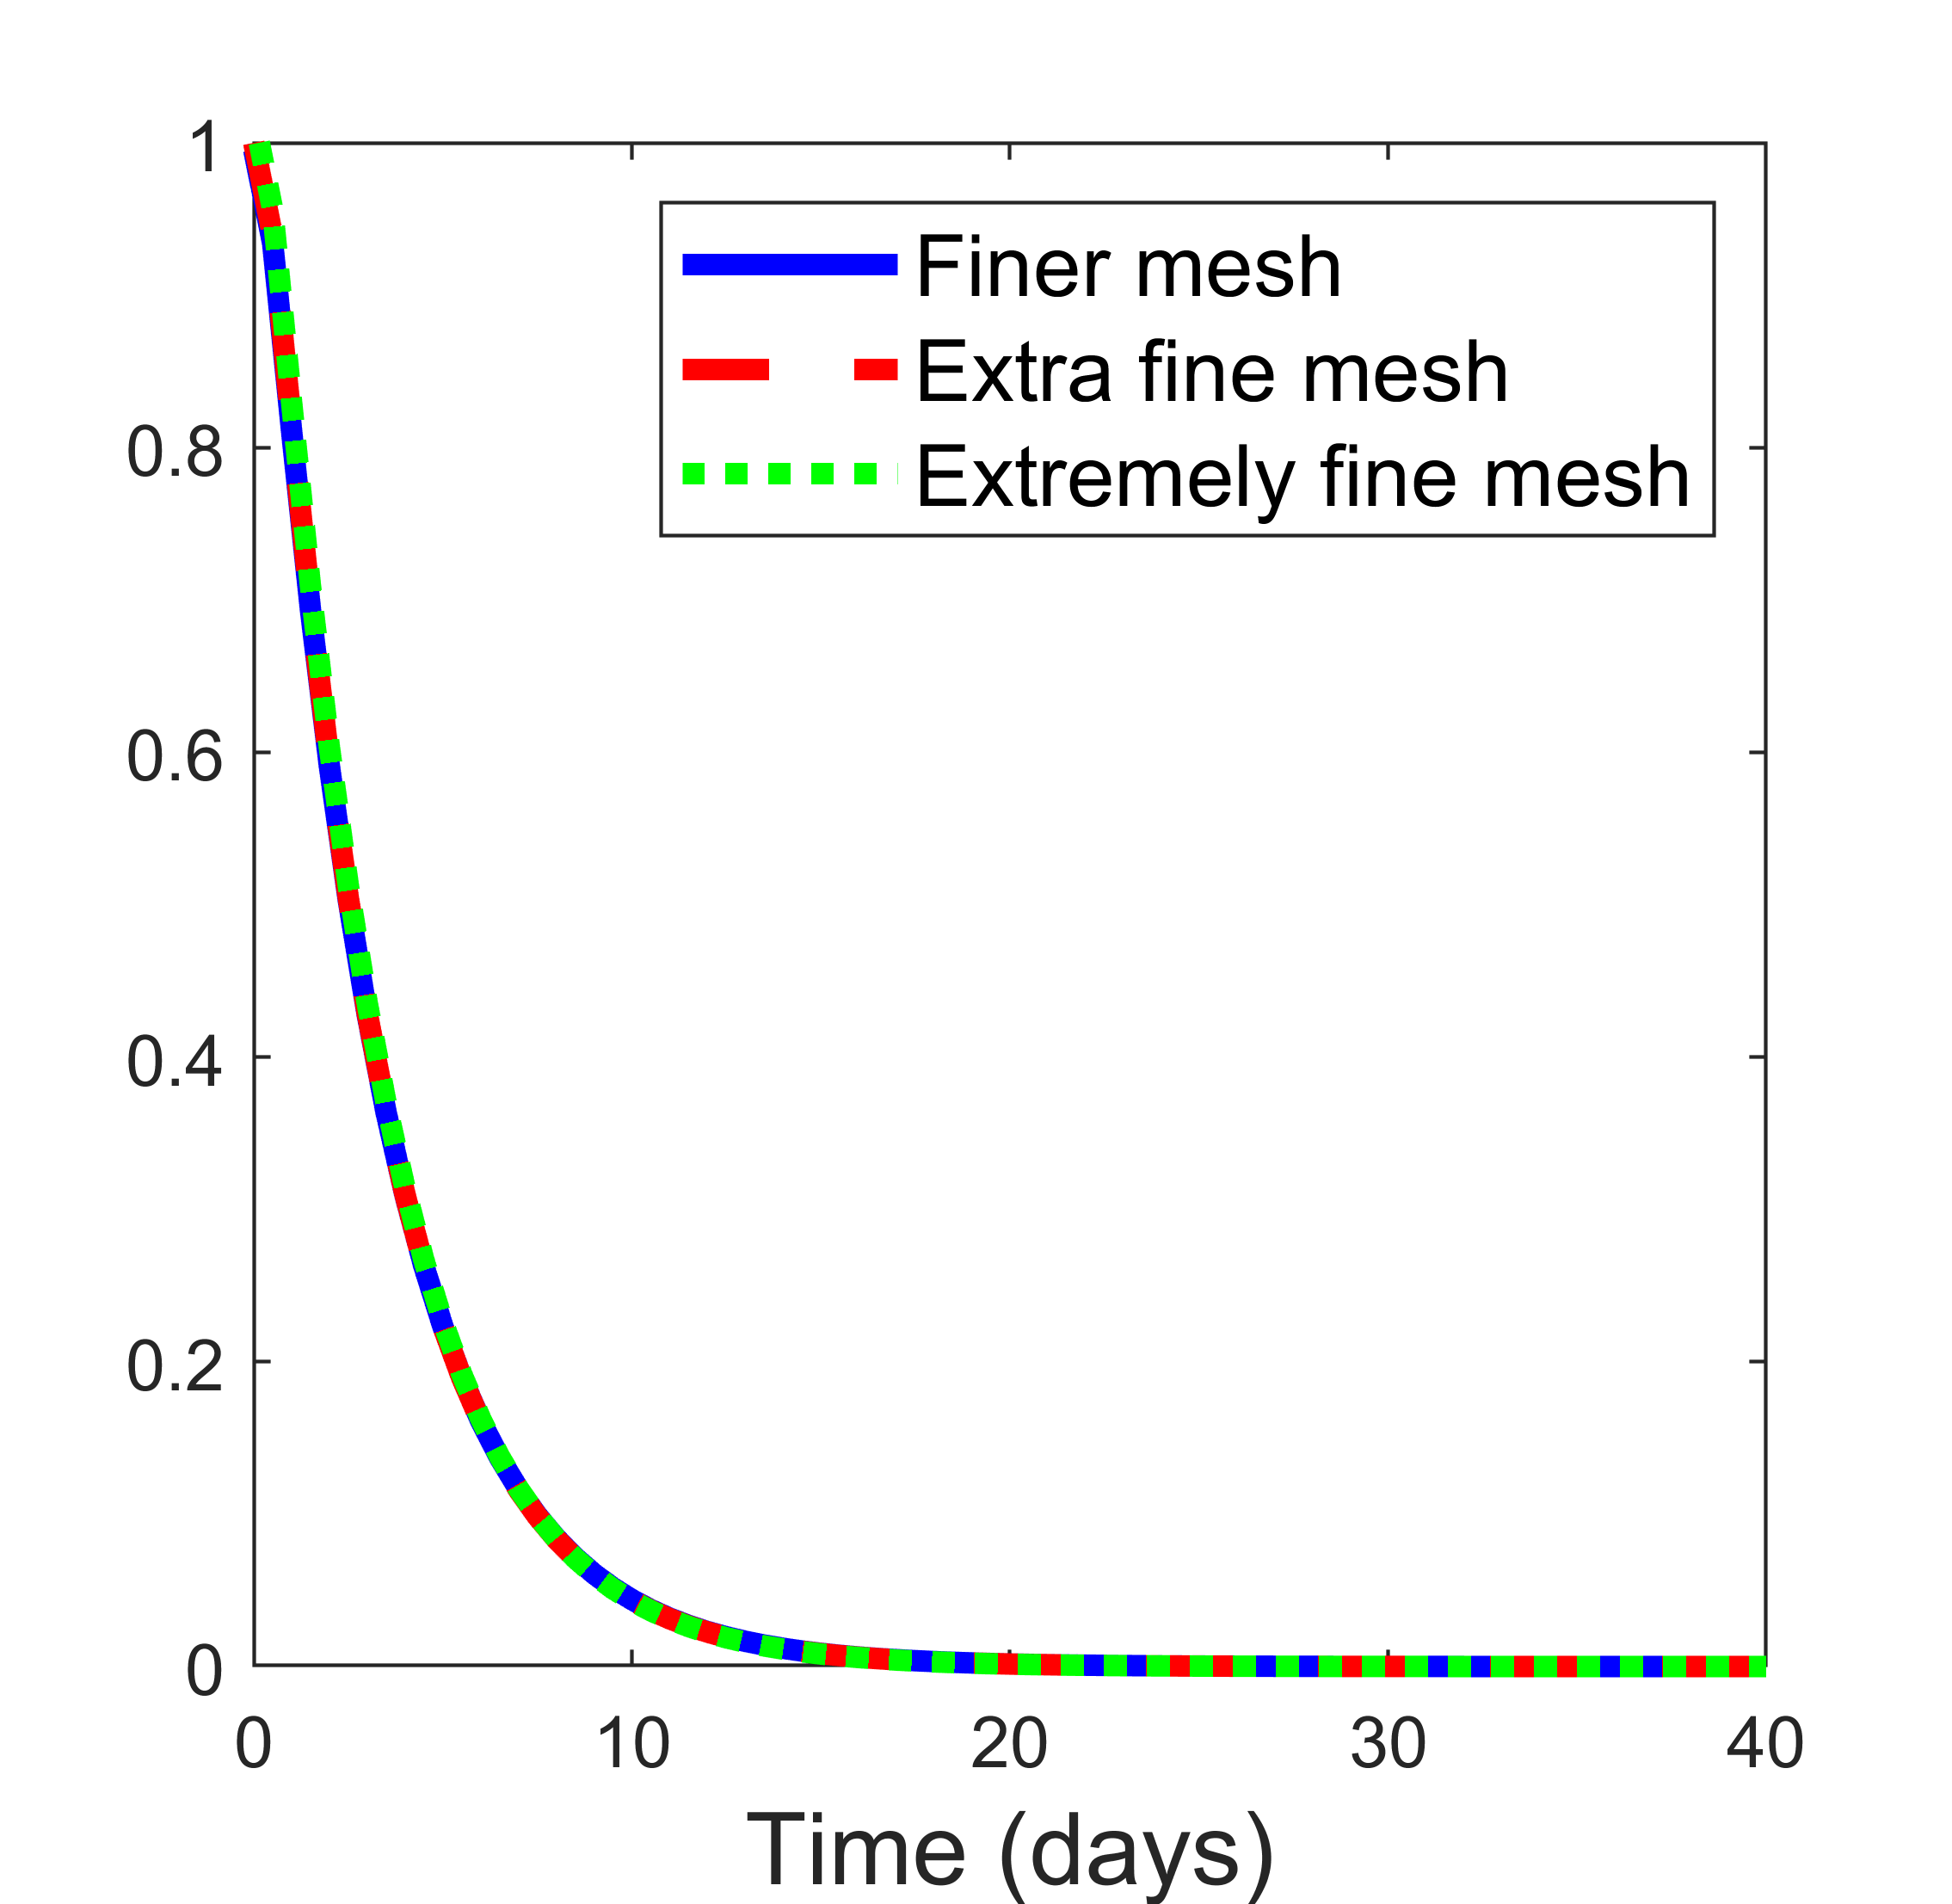 1
0.8
0.6
0.4
0.2
0
Finer mesh
Extra fine mesh
Extremely fine mesh
0 10 20 30 40
Time (days)